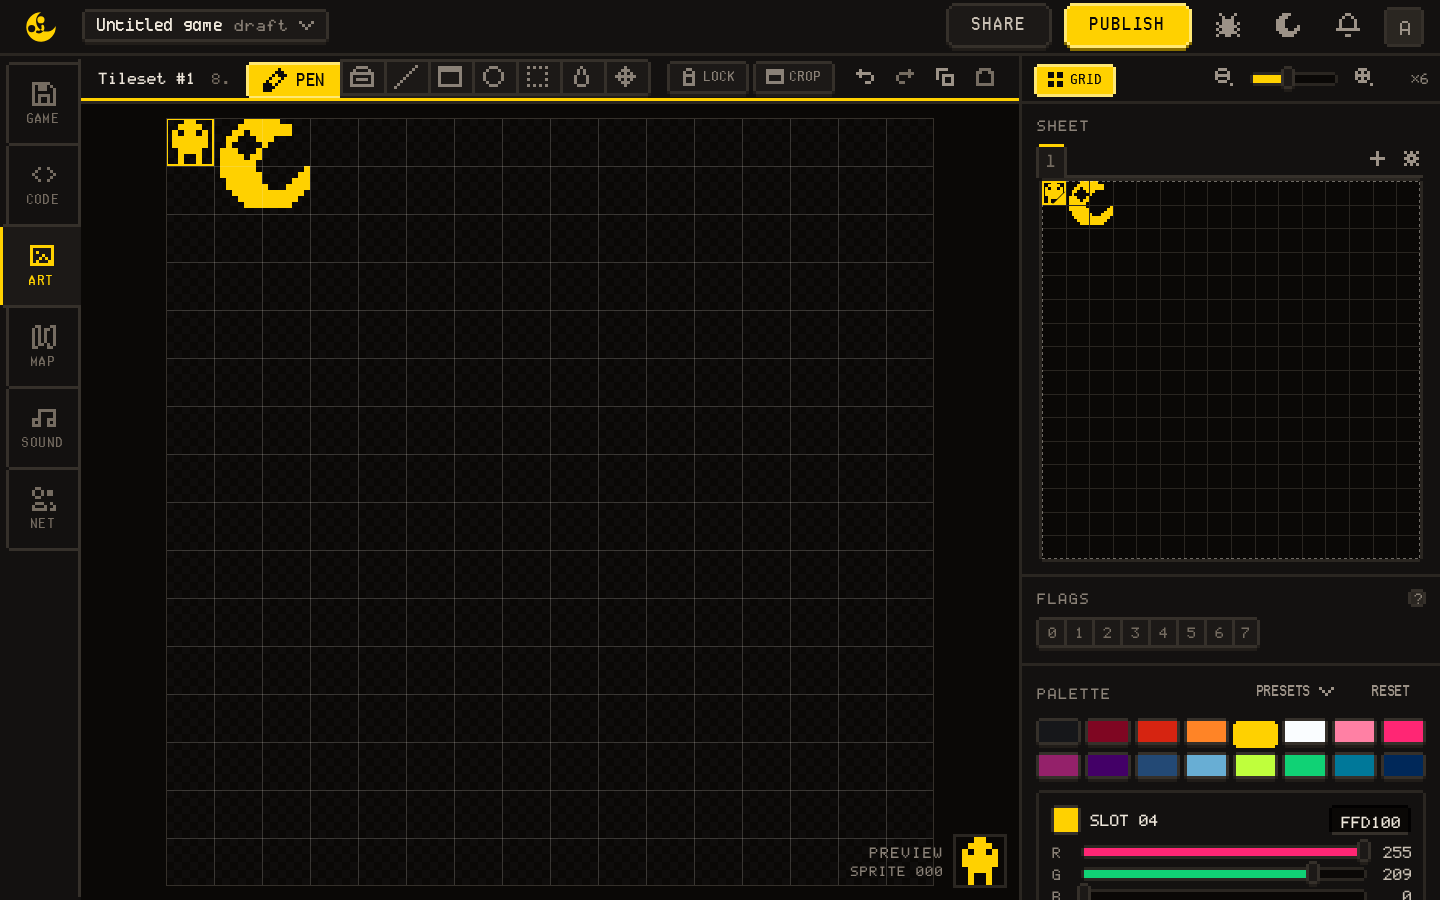 Untitled game draft
SHARE
PUBLISH
A
GAME
CODE
ART
MAP
SOUND
NET
Tileset #1 8.
PEN
LOCK
CROP
GRID
×6
SHEET
1
FLAGS
?
0 1 2 3 4 5 6 7
PALETTE
PRESETS
RESET
SLOT 04
FFD100
R 255
G 209
B 0
PREVIEW
SPRITE 000